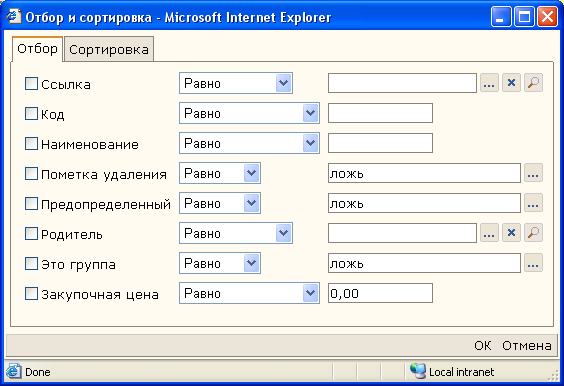 Отбор и сортировка - Microsoft Internet Explorer
Отбор Сортировка
Ссылка Равно ...
Код Равно
Наименование Равно
Пометка удаления Равно ложь ...
Предопределенный Равно ложь ...
Родитель Равно ...
Это группа Равно ложь ...
Закупочная цена Равно 0,00
OK Отмена
Done Local intranet